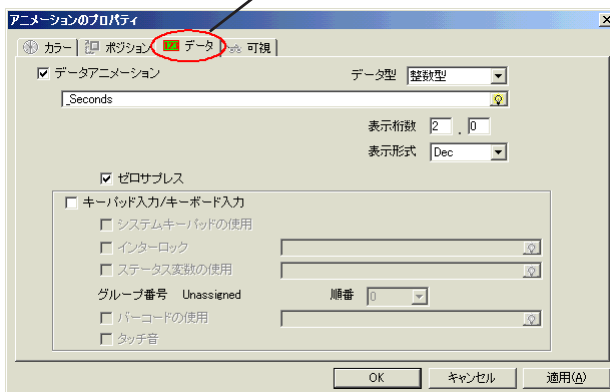 アニメーションのプロパティ
カラー ポジション データ 可視
データアニメーション データ型 整数型
_Seconds
表示桁数 2 . 0
表示形式 Dec
ゼロサプレス
キーパッド入力/キーボード入力
システムキーパッドの使用
インターロック
ステータス変数の使用
グループ番号 Unassigned 順番 0
バーコードの使用
タッチ音
OK キャンセル 適用(A)